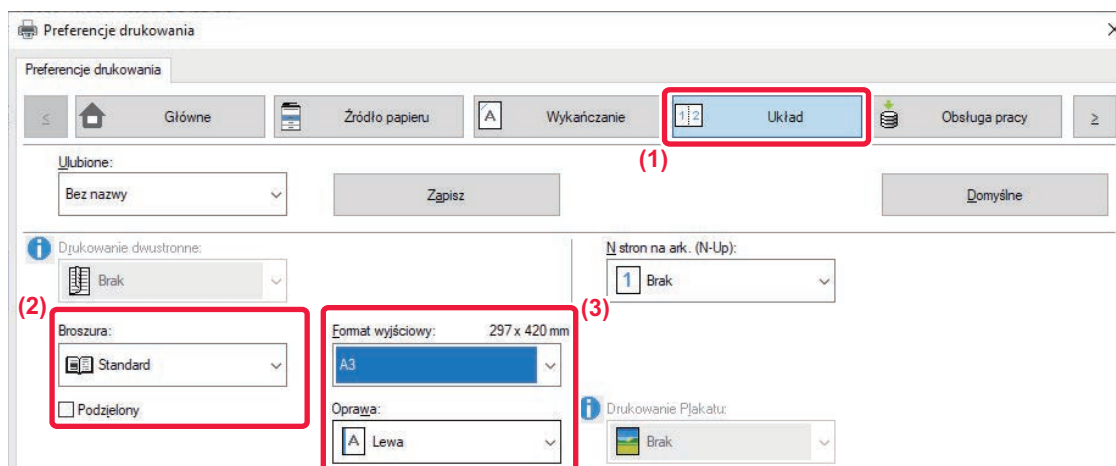 Preferencje drukowania
Preferencje drukowania
< Główne Źródło papieru A Wykańczanie 1 2 Układ Obsługa pracy >
(1)
Ulubione:
Bez nazwy Zapisz Domyślne
Drukowanie dwustronne: N stron na ark. (N-Up):
Brak 1 Brak
(2) (3)
Broszura: Format wyjściowy: 297 x 420 mm
Standard A3
Podzielony Oprawa: Drukowanie Plakatu:
A Lewa Brak